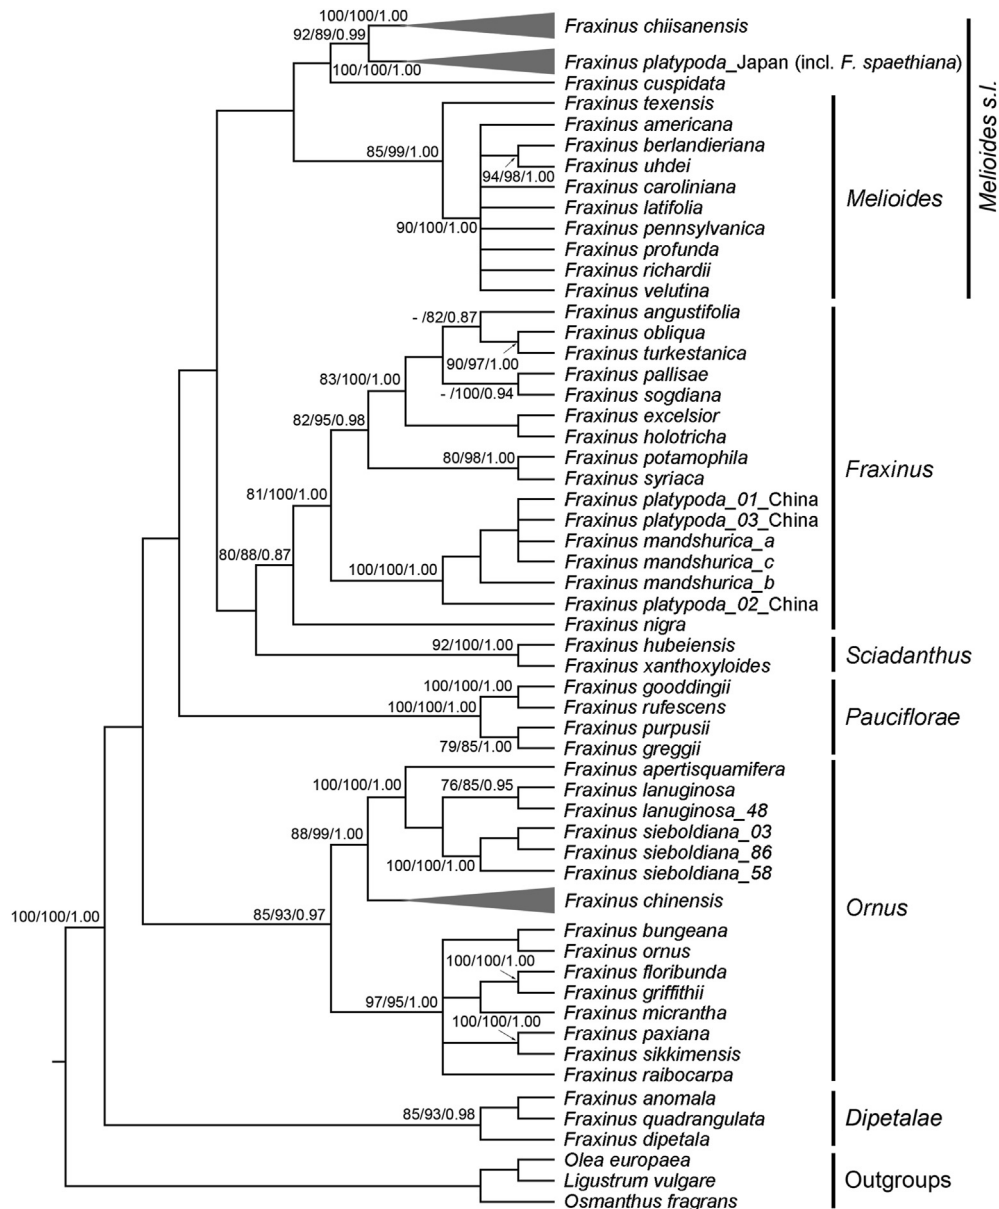 100/100/1.00
Fraxinus chiisanensis
92/89/0.99
100/100/1.00
Fraxinus platypoda_Japan (incl. F. spaethiana)
Fraxinus cuspidata
Fraxinus texensis
Fraxinus americana
85/99/1.00
Fraxinus berlandieriana
Fraxinus uhdei
94/98/1.00
Fraxinus caroliniana
Fraxinus latifolia
90/100/1.00
Fraxinus pennsylvanica
Fraxinus profunda
Fraxinus richardii
Fraxinus velutina
Melioides
Melioides s.l.
Fraxinus angustifolia
- /82/0.87
Fraxinus obliqua
Fraxinus turkestanica
90/97/1.00
83/100/1.00
Fraxinus pallisae
- /100/0.94
Fraxinus sogdiana
82/95/0.98
Fraxinus excelsior
Fraxinus holotricha
80/98/1.00
Fraxinus potamophila
Fraxinus syriaca
81/100/1.00
Fraxinus platypoda_01_China
Fraxinus platypoda_03_China
Fraxinus mandshurica_a
80/88/0.87
Fraxinus mandshurica_c
100/100/1.00
Fraxinus mandshurica_b
Fraxinus platypoda_02_China
Fraxinus nigra
Fraxinus
92/100/1.00
Fraxinus hubeiensis
Fraxinus xanthoxyloides
Sciadanthus
100/100/1.00
Fraxinus gooddingii
100/100/1.00
Fraxinus rufescens
Fraxinus purpusii
79/85/1.00
Fraxinus greggii
Pauciflorae
Fraxinus apertisquamifera
100/100/1.00
76/85/0.95
Fraxinus lanuginosa
Fraxinus lanuginosa_48
88/99/1.00
Fraxinus sieboldiana_03
Fraxinus sieboldiana_86
100/100/1.00
Fraxinus sieboldiana_58
Fraxinus chinensis
100/100/1.00
85/93/0.97
Fraxinus bungeana
Fraxinus ornus
100/100/1.00
Fraxinus floribunda
Fraxinus griffithii
97/95/1.00
Fraxinus micrantha
100/100/1.00
Fraxinus paxiana
Fraxinus sikkimensis
Fraxinus raibocarpa
Ornus
Fraxinus anomala
85/93/0.98
Fraxinus quadrangulata
Fraxinus dipetala
Dipetalae
Olea europaea
Ligustrum vulgare
Osmanthus fragrans
Outgroups